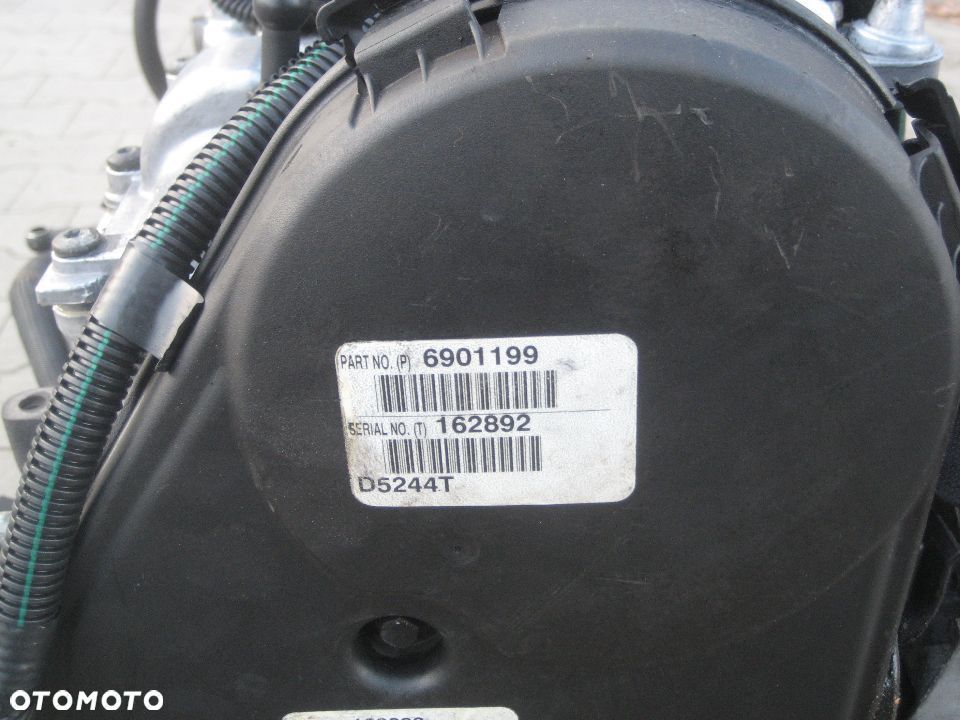 PART NO. (P) 6901199
SERIAL NO. (T) 162892
D5244T
OTOMOTO